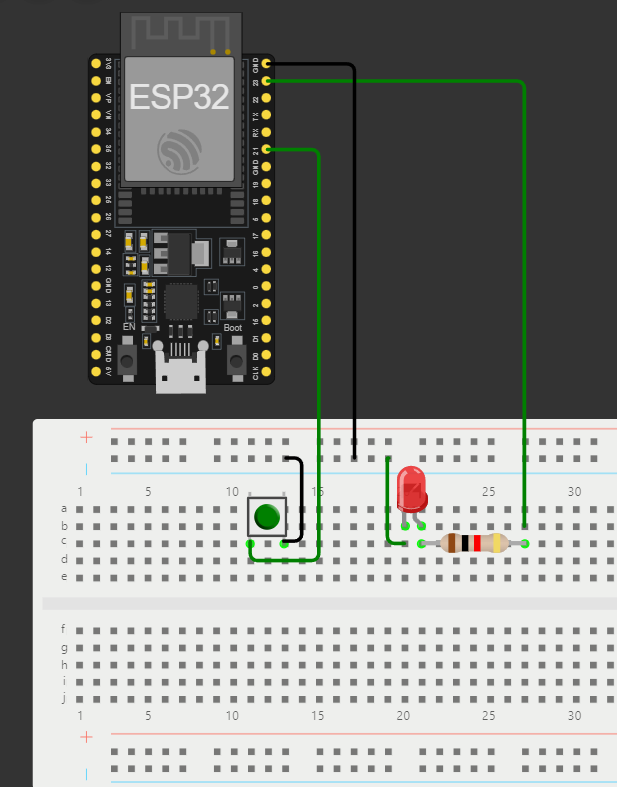 ESP32
3V3
EN
VP
VN
34
35
32
33
25
26
27
14
12
GND
13
D2
D3
CMD
5V
GND
23
22
TX
RX
21
GND
19
18
5
17
16
4
0
2
15
D1
D0
CLK
EN
Boot
+
1 5 10 15 20 25 30
a
b
c
d
e
f
g
h
i
j
1 5 10 15 20 25 30
+